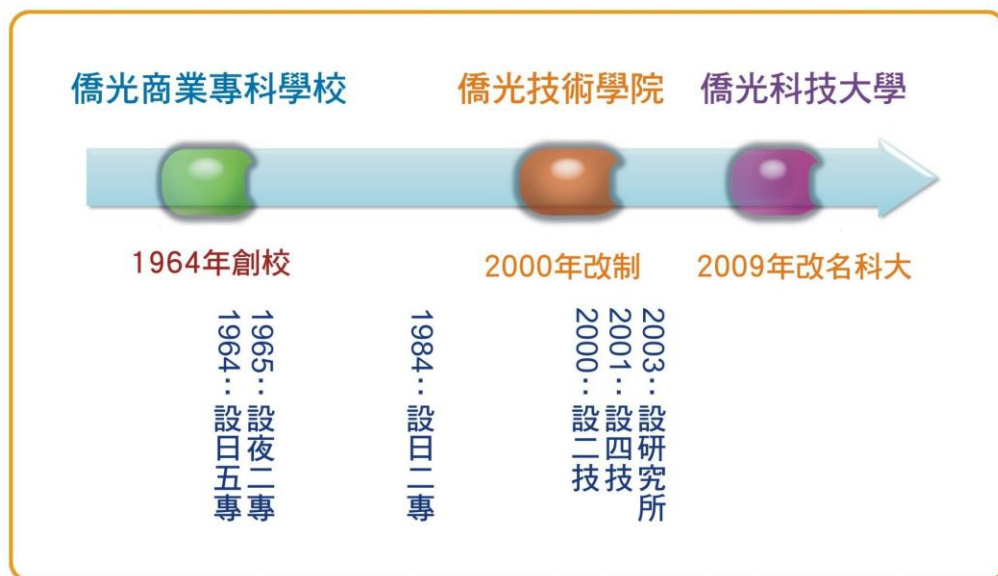 僑光商業專科學校
僑光技術學院
僑光科技大學
1964年創校
2000年改制
2009年改名科大
1964：設日五專
1965：設夜二專
1984：設日二專
2000：設二技
2001：設四技
2003：設研究所